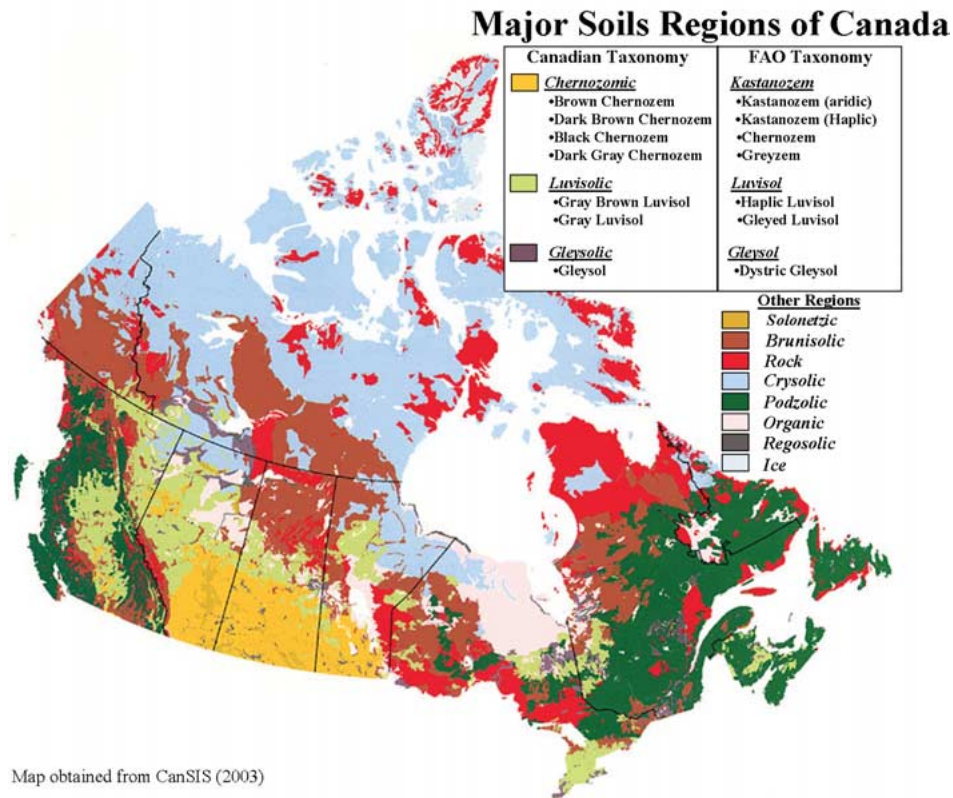 Major Soils Regions of Canada
Canadian Taxonomy
Chernozomic
•Brown Chernozem
•Dark Brown Chernozem
•Black Chernozem
•Dark Gray Chernozem
Luvisolic
•Gray Brown Luvisol
•Gray Luvisol
Gleysolic
•Gleysol
FAO Taxonomy
Kastanozem
•Kastanozem (aridic)
•Kastanozem (Haplic)
•Chernozem
•Greyzem
Luvisol
•Haplic Luvisol
•Gleyed Luvisol
Gleysol
•Dystric Gleysol
Other Regions
Solonetzic
Brunisolic
Rock
Crysolic
Podzolic
Organic
Regosolic
Ice
Map obtained from CanSIS (2003)